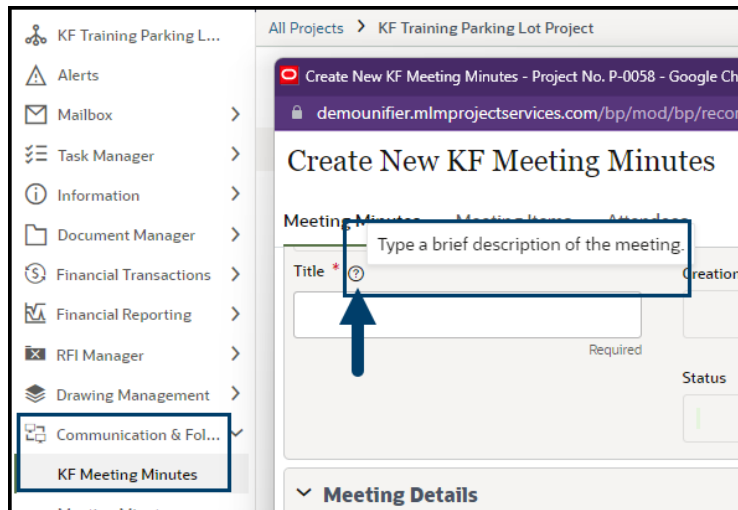 KF Training Parking L...
Alerts
Mailbox
Task Manager
Information
Document Manager
Financial Transactions
Financial Reporting
RFI Manager
Drawing Management
Communication & Fol...
KF Meeting Minutes
All Projects > KF Training Parking Lot Project
Create New KF Meeting Minutes - Project No. P-0058 - Google Ch
demounifier.mlmprojectservices.com/bp/mod/bp/recor
Create New KF Meeting Minutes
Meeting Minutes Meeting Items Attendees
Type a brief description of the meeting.
Title *
Creation
Required
Status
Meeting Details